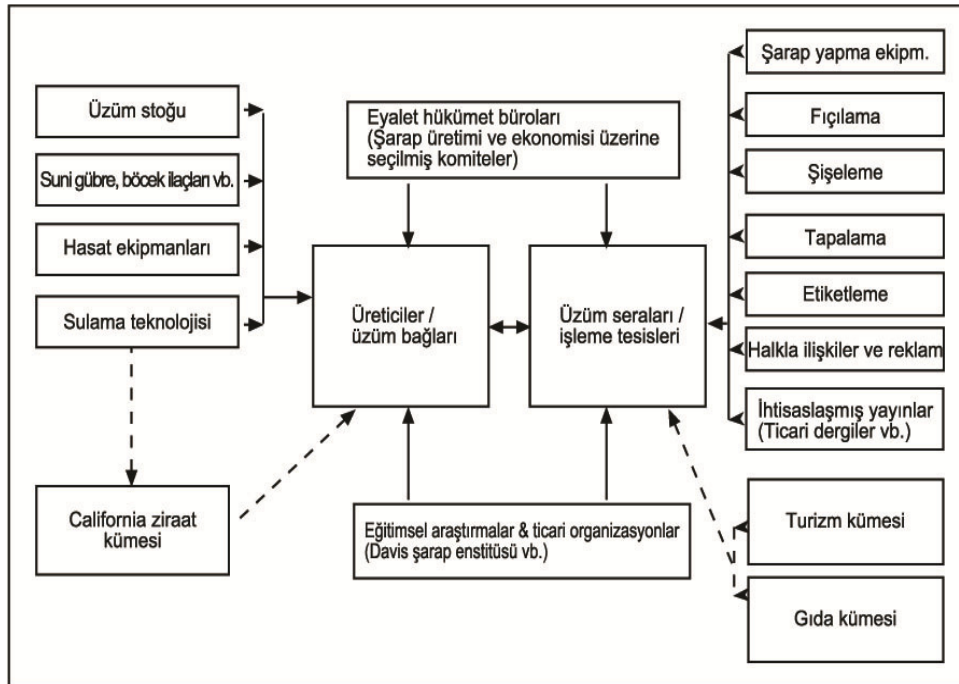 Üzüm stoğu
Suni gübre, böcek ilaçları vb.
Hasat ekipmanları
Sulama teknolojisi
California ziraat
kümesi
Eyalet hükümet büroları
(Şarap üretimi ve ekonomisi üzerine
seçilmiş komiteler)
Üreticiler /
üzüm bağları
Üzüm seraları /
işleme tesisleri
Eğitimsel araştırmalar & ticari organizasyonlar
(Davis şarap enstitüsü vb.)
Şarap yapma ekipm.
Fıçılama
Şişeleme
Tapalama
Etiketleme
Halkla ilişkiler ve reklam
İhtisaslaşmış yayınlar
(Ticari dergiler vb.)
Turizm kümesi
Gıda kümesi